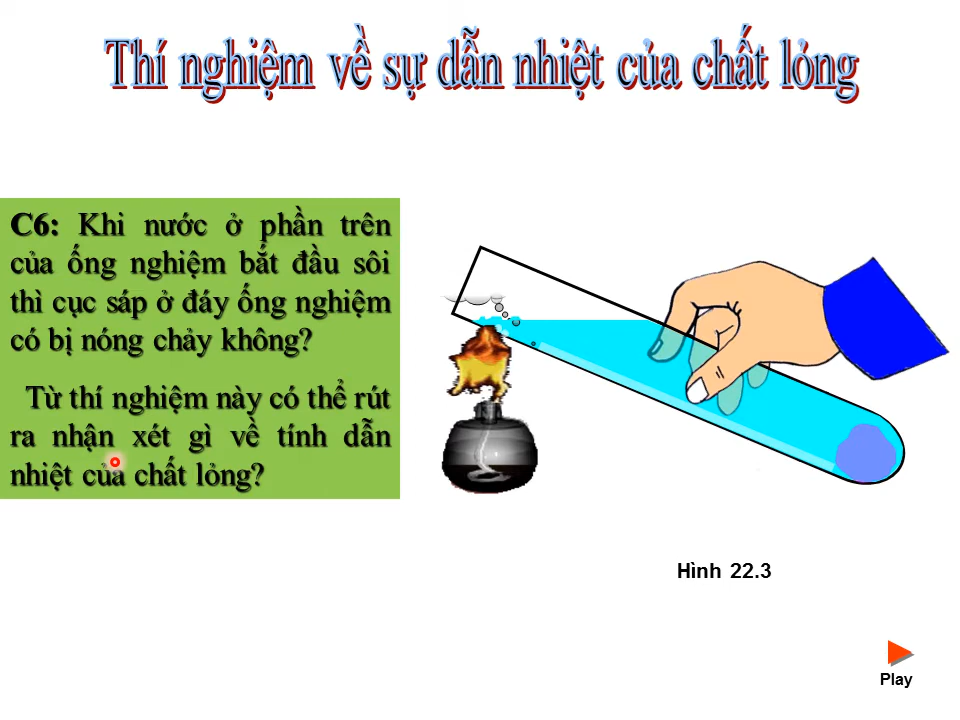 Thí nghiệm về sự dẫn nhiệt của chất lỏng
C6: Khi nước ở phần trên
của ống nghiệm bắt đầu sôi
thì cục sáp ở đáy ống nghiệm
có bị nóng chảy không?
Từ thí nghiệm này có thể rút
ra nhận xét gì về tính dẫn
nhiệt của chất lỏng?
Hình 22.3
Play